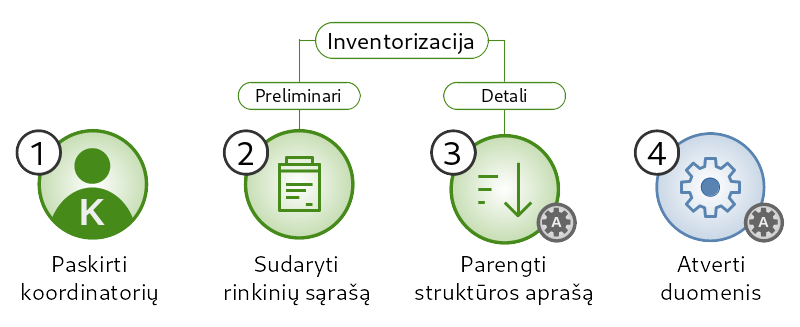 Inventorizacija
Preliminari
Detali
1
2
3
4
K
A
A
Paskirti
koordinatorių
Sudaryti
rinkinių sąrašą
Parengti
struktūros aprašą
Atverti
duomenis